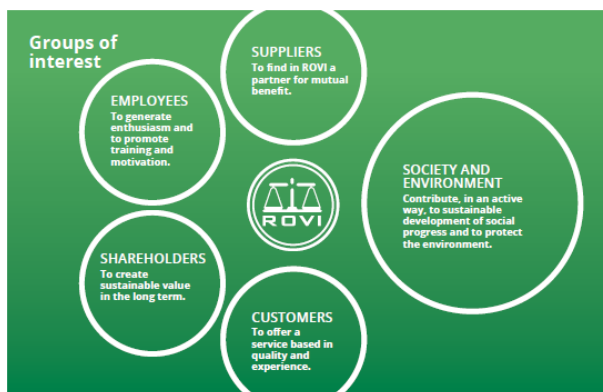 Groups of
interest
SUPPLIERS
To find in ROVI a
partner for mutual
benefit.
EMPLOYEES
To generate
enthusiasm and
to promote
training and
motivation.
SOCIETY AND
ENVIRONMENT
Contribute, in an active
way, to sustainable
development of social
progress and to protect
the environment.
ROVI
SHAREHOLDERS
To create
sustainable value
in the long term.
CUSTOMERS
To offer a
service based in
quality and
experience.